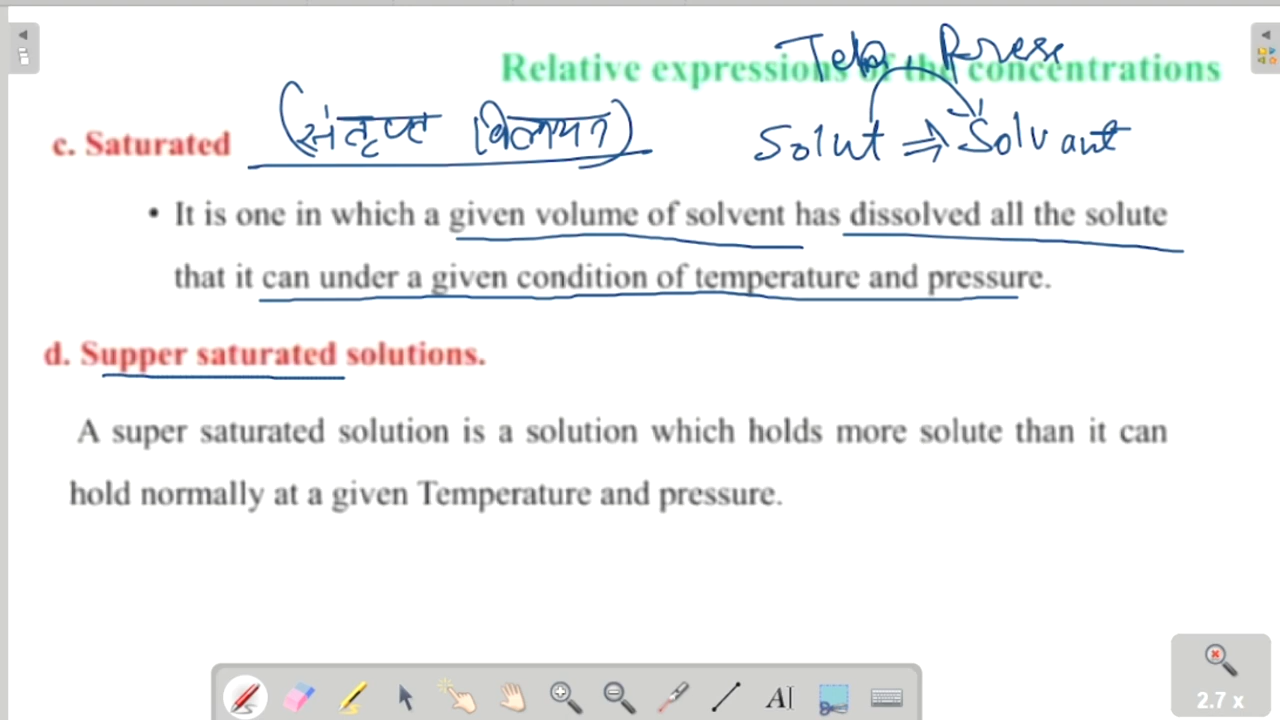 Temp, Press
Relative expressions of the concentrations
c. Saturated (संतृप्त विलयन) Solut ⇒ Solvant
• It is one in which a given volume of solvent has dissolved all the solute
that it can under a given condition of temperature and pressure.
d. Supper saturated solutions.
A super saturated solution is a solution which holds more solute than it can
hold normally at a given Temperature and pressure.
A
2.7 x